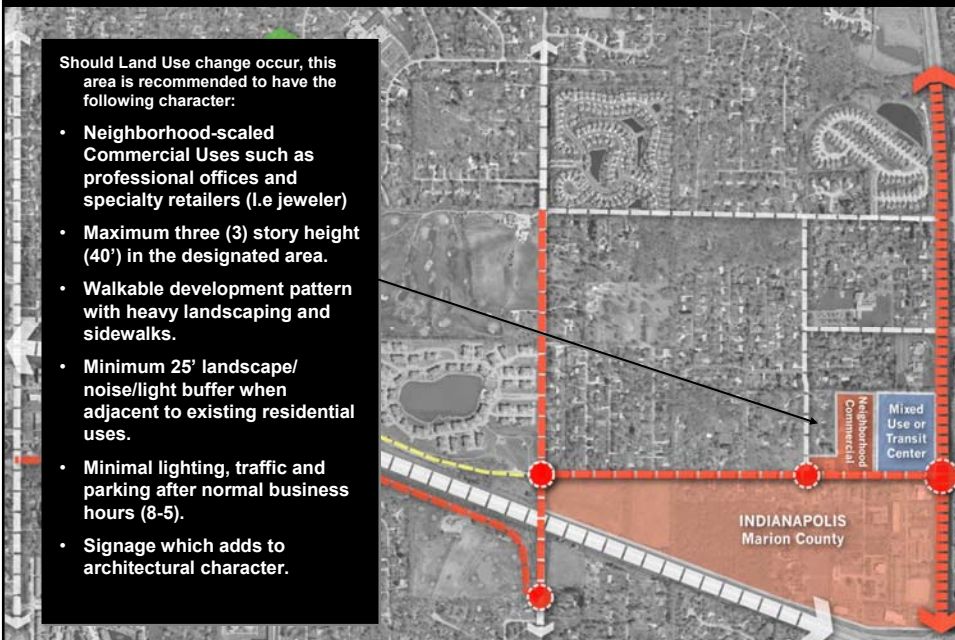 Should Land Use change occur, this
area is recommended to have the
following character:
• Neighborhood-scaled
Commercial Uses such as
professional offices and
specialty retailers (I.e jeweler)
• Maximum three (3) story height
(40’) in the designated area.
• Walkable development pattern
with heavy landscaping and
sidewalks.
• Minimum 25’ landscape/
noise/light buffer when
adjacent to existing residential
uses.
• Minimal lighting, traffic and
parking after normal business
hours (8-5).
• Signage which adds to
architectural character.
Neighborhood
Commercial
Mixed
Use or
Transit
Center
INDIANAPOLIS
Marion County